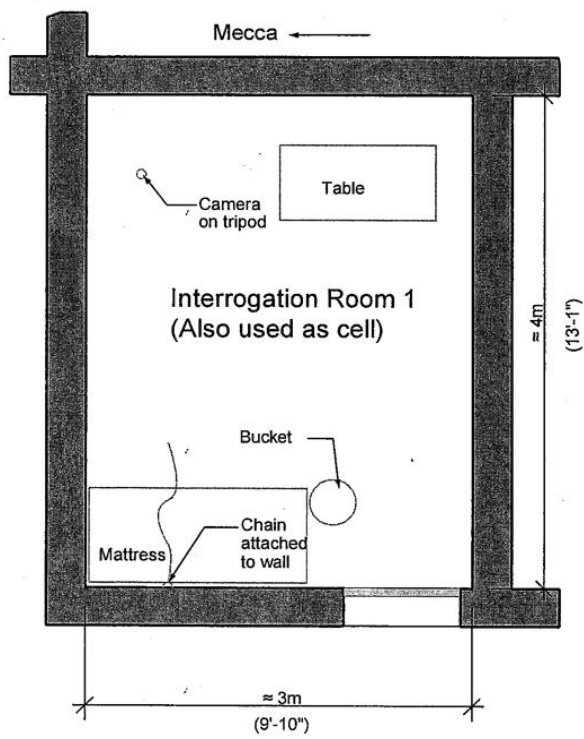 Mecca
Camera
on tripod
Table
Interrogation Room 1
(Also used as cell)
≈ 4m
(13'-1")
Bucket
Chain
attached
to wall
Mattress
≈ 3m
(9'-10")